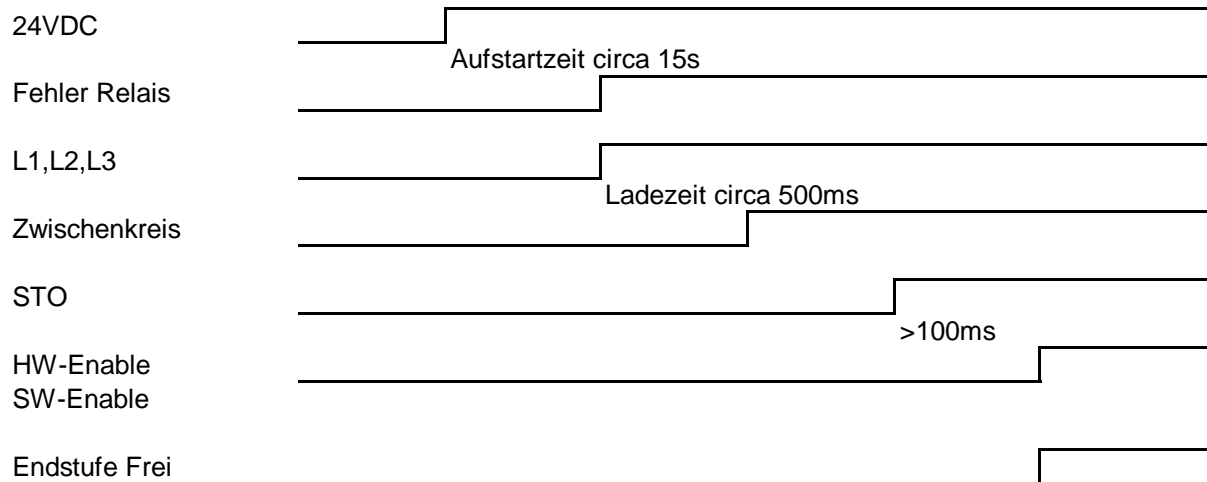 24VDC
Aufstartzeit circa 15s
Fehler Relais
L1,L2,L3
Ladezeit circa 500ms
Zwischenkreis
STO
>100ms
HW-Enable
SW-Enable
Endstufe Frei